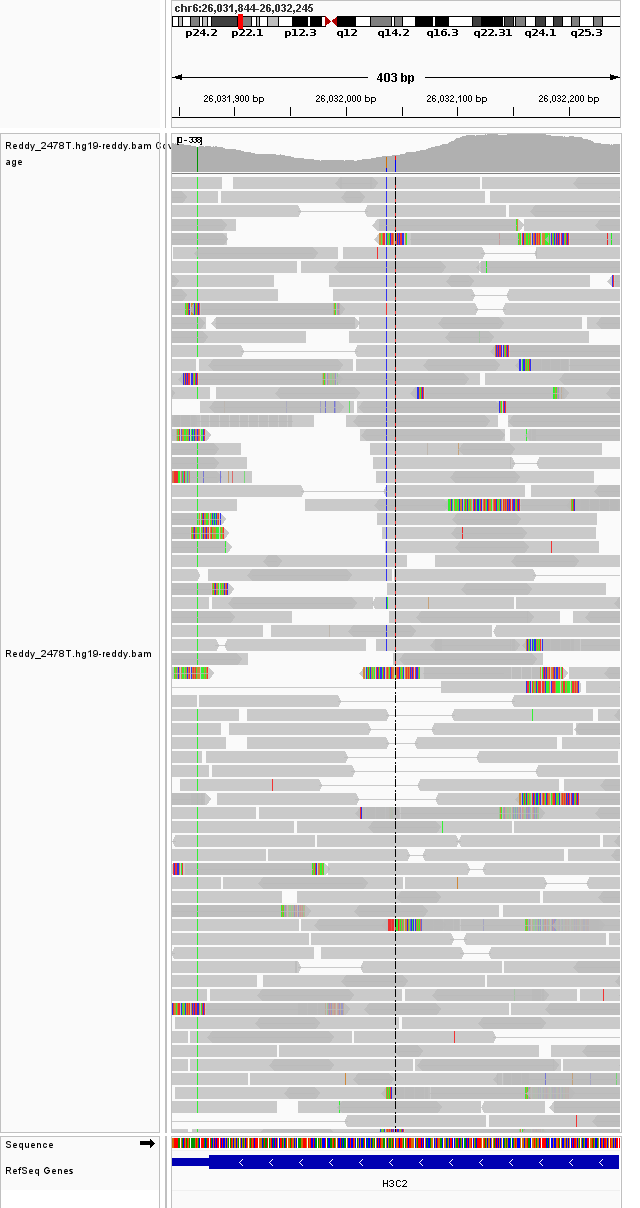 chr6:26,031,844-26,032,245
p24.2 p22.1 p12.3 q12 q14.2 q16.3 q22.31 q24.1 q25.3
403 bp
26,031,900 bp 26,032,000 bp 26,032,100 bp 26,032,200 bp
[0 - 338]
Reddy_2478T.hg19-reddy.bam Cov
age
Reddy_2478T.hg19-reddy.bam
Sequence
RefSeq Genes
H3C2